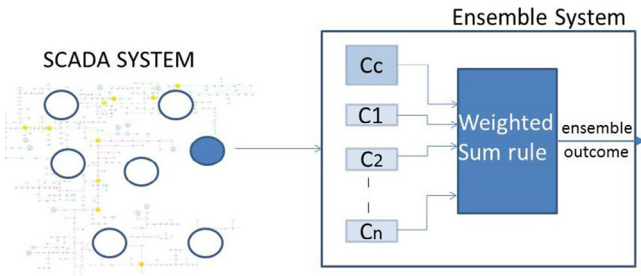 Ensemble System
SCADA SYSTEM
Cc
C1
C2
Cn
Weighted
Sum rule
ensemble
outcome